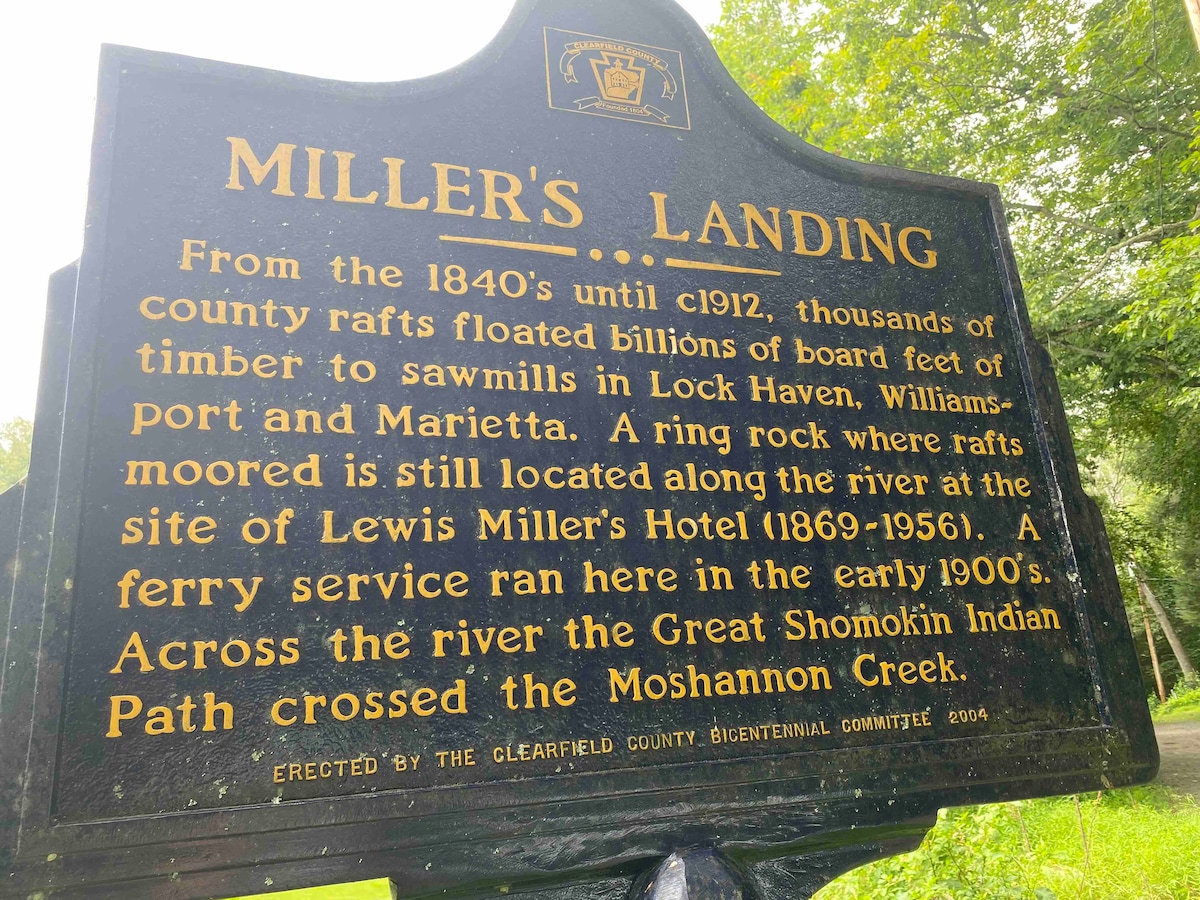 CLEARFIELD COUNTY
Founded 1804
MILLER'S LANDING
From the 1840's until c1912, thousands of
county rafts floated billions of board feet of
timber to sawmills in Lock Haven, Williams-
port and Marietta. A ring rock where rafts
moored is still located along the river at the
site of Lewis Miller's Hotel (1869-1956). A
ferry service ran here in the early 1900's.
Across the river the Great Shomokin Indian
Path crossed the Moshannon Creek.
ERECTED BY THE CLEARFIELD COUNTY BICENTENNIAL COMMITTEE 2004